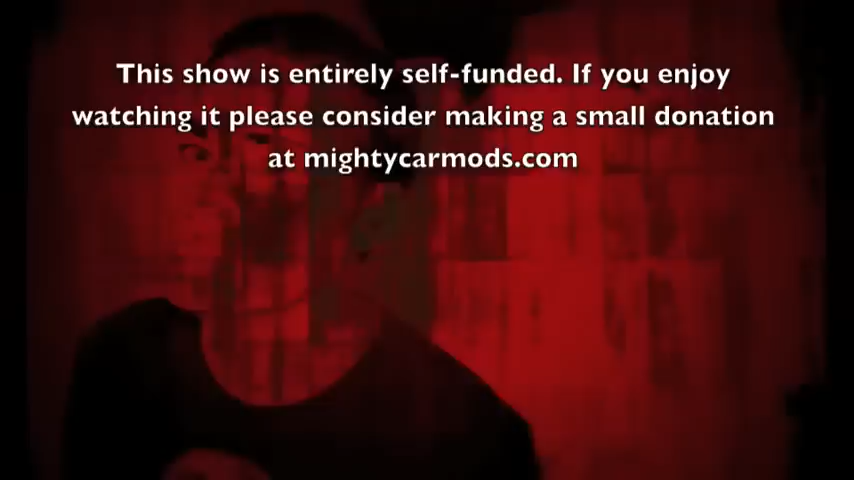 This show is entirely self-funded. If you enjoy
watching it please consider making a small donation
at mightycarmods.com